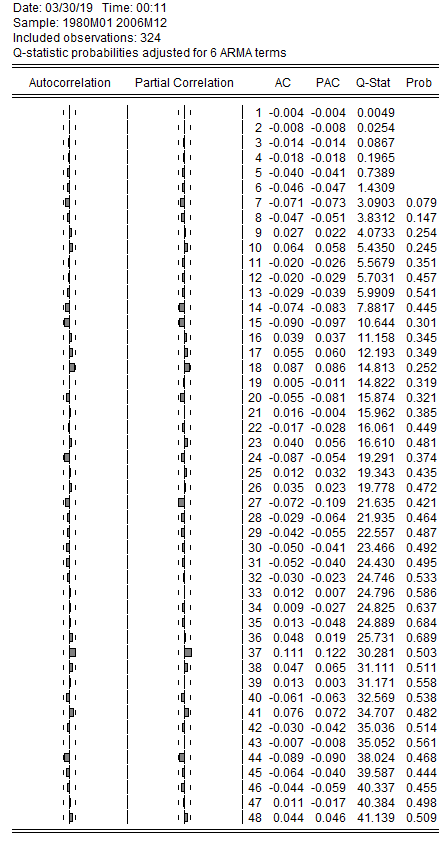 Date: 03/30/19 Time: 00:11
Sample: 1980M01 2006M12
Included observations: 324
Q-statistic probabilities adjusted for 6 ARMA terms
Autocorrelation Partial Correlation AC PAC Q-Stat Prob
1 -0.004 -0.004 0.0049
2 -0.008 -0.008 0.0254
3 -0.014 -0.014 0.0867
4 -0.018 -0.018 0.1965
5 -0.040 -0.041 0.7389
6 -0.046 -0.047 1.4309
7 -0.071 -0.073 3.0903 0.079
8 -0.047 -0.051 3.8312 0.147
9 0.027 0.022 4.0733 0.254
10 0.064 0.058 5.4350 0.245
11 -0.020 -0.026 5.5679 0.351
12 -0.020 -0.029 5.7031 0.457
13 -0.029 -0.039 5.9909 0.541
14 -0.074 -0.083 7.8817 0.445
15 -0.090 -0.097 10.644 0.301
16 0.039 0.037 11.158 0.345
17 0.055 0.060 12.193 0.349
18 0.087 0.086 14.813 0.252
19 0.005 -0.011 14.822 0.319
20 -0.055 -0.081 15.874 0.321
21 0.016 -0.004 15.962 0.385
22 -0.017 -0.028 16.061 0.449
23 0.040 0.056 16.610 0.481
24 -0.087 -0.054 19.291 0.374
25 0.012 0.032 19.343 0.435
26 0.035 0.023 19.778 0.472
27 -0.072 -0.109 21.635 0.421
28 -0.029 -0.064 21.935 0.464
29 -0.042 -0.055 22.557 0.487
30 -0.050 -0.041 23.466 0.492
31 -0.052 -0.040 24.430 0.495
32 -0.030 -0.023 24.746 0.533
33 0.012 0.007 24.796 0.586
34 0.009 -0.027 24.825 0.637
35 0.013 -0.048 24.889 0.684
36 0.048 0.019 25.731 0.689
37 0.111 0.122 30.281 0.503
38 0.047 0.065 31.111 0.511
39 0.013 0.003 31.171 0.558
40 -0.061 -0.063 32.569 0.538
41 0.076 0.072 34.707 0.482
42 -0.030 -0.042 35.036 0.514
43 -0.007 -0.008 35.052 0.561
44 -0.089 -0.090 38.024 0.468
45 -0.064 -0.040 39.587 0.444
46 -0.044 -0.059 40.337 0.455
47 0.011 -0.017 40.384 0.498
48 0.044 0.046 41.139 0.509